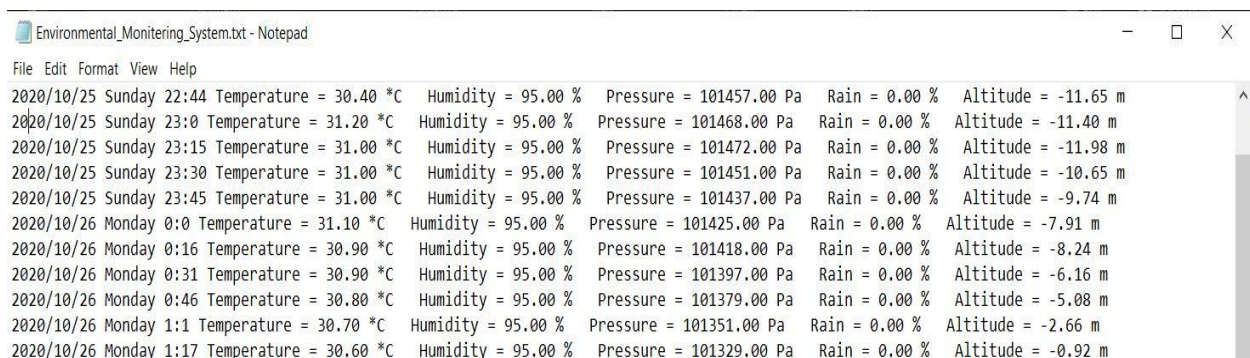 Environmental_Monitering_System.txt - Notepad
File Edit Format View Help
2020/10/25 Sunday 22:44 Temperature = 30.40 *C Humidity = 95.00 % Pressure = 101457.00 Pa Rain = 0.00 % Altitude = -11.65 m
2020/10/25 Sunday 23:0 Temperature = 31.20 *C Humidity = 95.00 % Pressure = 101468.00 Pa Rain = 0.00 % Altitude = -11.40 m
2020/10/25 Sunday 23:15 Temperature = 31.00 *C Humidity = 95.00 % Pressure = 101472.00 Pa Rain = 0.00 % Altitude = -11.98 m
2020/10/25 Sunday 23:30 Temperature = 31.00 *C Humidity = 95.00 % Pressure = 101451.00 Pa Rain = 0.00 % Altitude = -10.65 m
2020/10/25 Sunday 23:45 Temperature = 31.00 *C Humidity = 95.00 % Pressure = 101437.00 Pa Rain = 0.00 % Altitude = -9.74 m
2020/10/26 Monday 0:0 Temperature = 31.10 *C Humidity = 95.00 % Pressure = 101425.00 Pa Rain = 0.00 % Altitude = -7.91 m
2020/10/26 Monday 0:16 Temperature = 30.90 *C Humidity = 95.00 % Pressure = 101418.00 Pa Rain = 0.00 % Altitude = -8.24 m
2020/10/26 Monday 0:31 Temperature = 30.90 *C Humidity = 95.00 % Pressure = 101397.00 Pa Rain = 0.00 % Altitude = -6.16 m
2020/10/26 Monday 0:46 Temperature = 30.80 *C Humidity = 95.00 % Pressure = 101379.00 Pa Rain = 0.00 % Altitude = -5.08 m
2020/10/26 Monday 1:1 Temperature = 30.70 *C Humidity = 95.00 % Pressure = 101351.00 Pa Rain = 0.00 % Altitude = -2.66 m
2020/10/26 Monday 1:17 Temperature = 30.60 *C Humidity = 95.00 % Pressure = 101329.00 Pa Rain = 0.00 % Altitude = -0.92 m